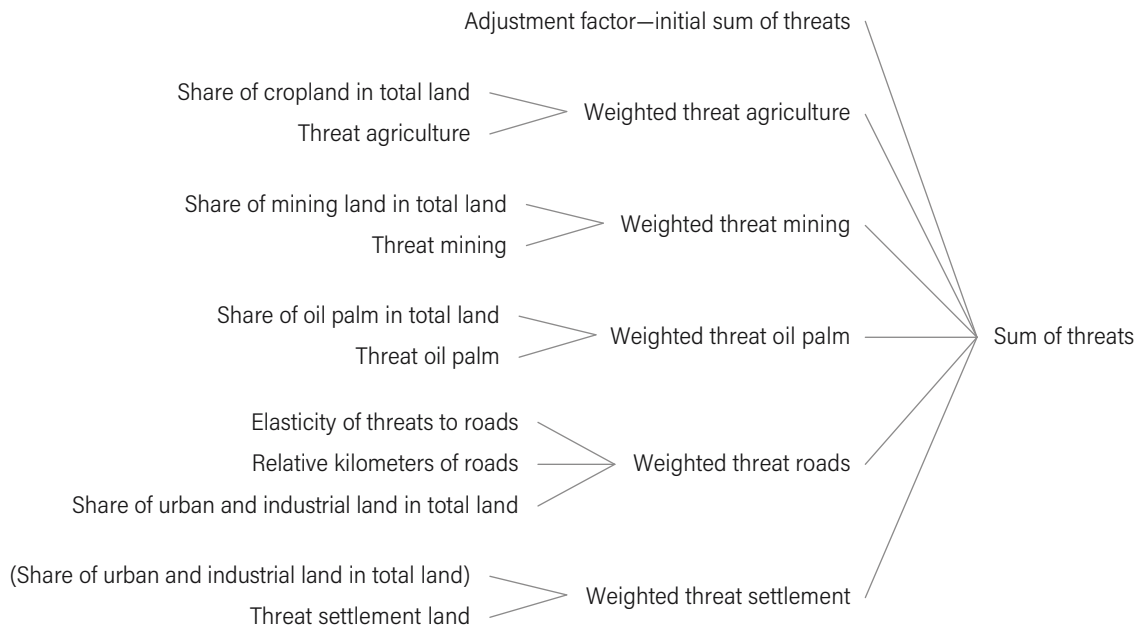 Adjustment factor—initial sum of threats
Share of cropland in total land
Threat agriculture
Weighted threat agriculture
Share of mining land in total land
Threat mining
Weighted threat mining
Share of oil palm in total land
Threat oil palm
Weighted threat oil palm
Sum of threats
Elasticity of threats to roads
Relative kilometers of roads
Share of urban and industrial land in total land
Weighted threat roads
(Share of urban and industrial land in total land)
Threat settlement land
Weighted threat settlement